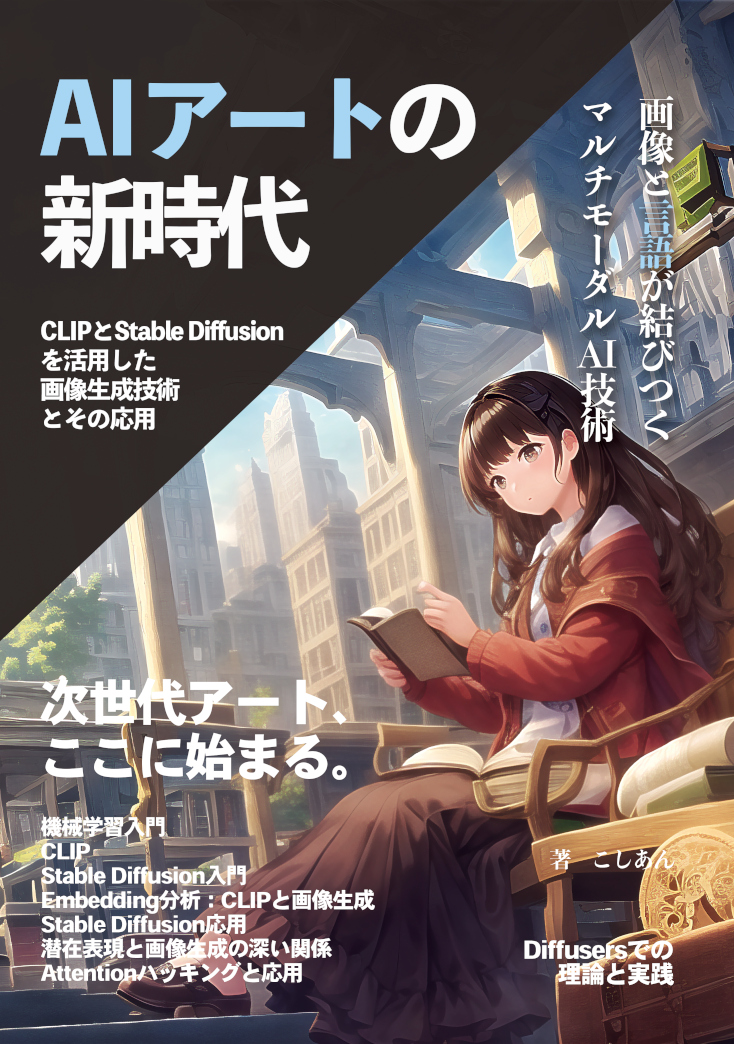 AIアートの
新時代
画像と言語が結びつく
マルチモーダルAI技術
CLIPとStable Diffusion
を活用した
画像生成技術
とその応用
次世代アート、
ここに始まる。
機械学習入門
CLIP
Stable Diffusion入門
Embedding分析：CLIPと画像生成
Stable Diffusion応用
潜在表現と画像生成の深い関係
Attentionハッキングと応用
著 こしあん
Diffusersでの
理論と実践